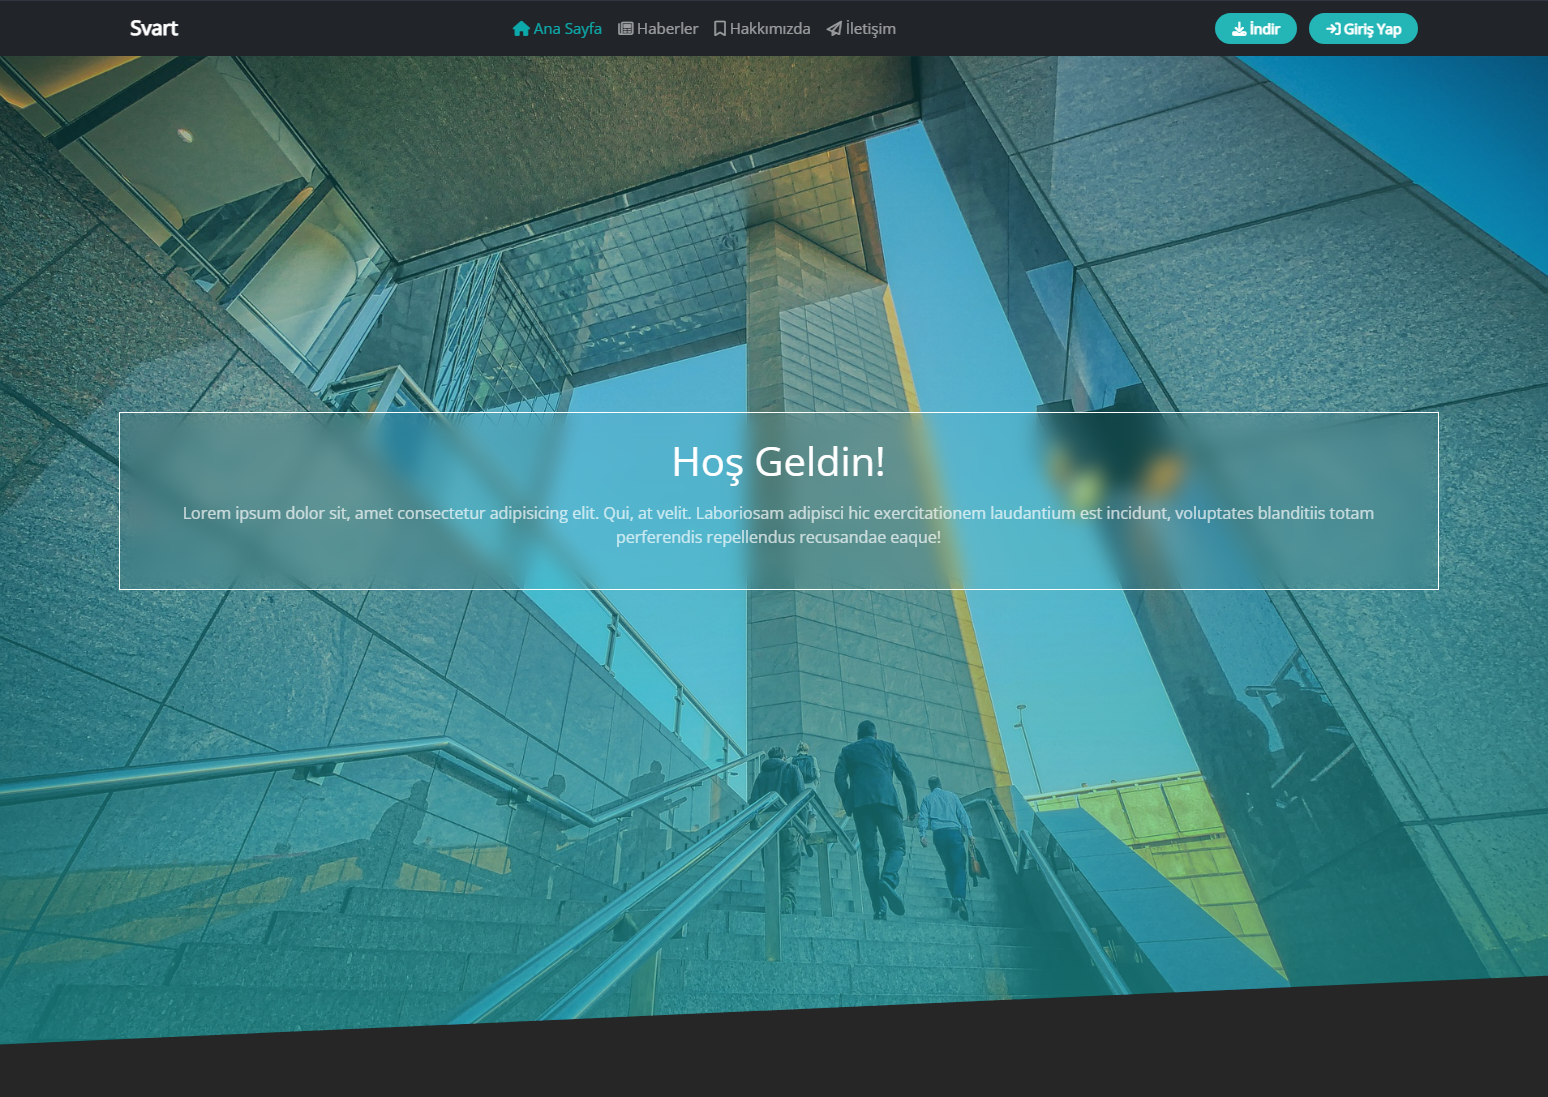 Svart
Ana Sayfa
Haberler
Hakkımızda
İletişim
İndir
Giriş Yap
Hoş Geldin!
Lorem ipsum dolor sit, amet consectetur adipisicing elit. Qui, at velit. Laboriosam adipisci hic exercitationem laudantium est incidunt, voluptates blanditiis totam
perferendis repellendus recusandae eaque!